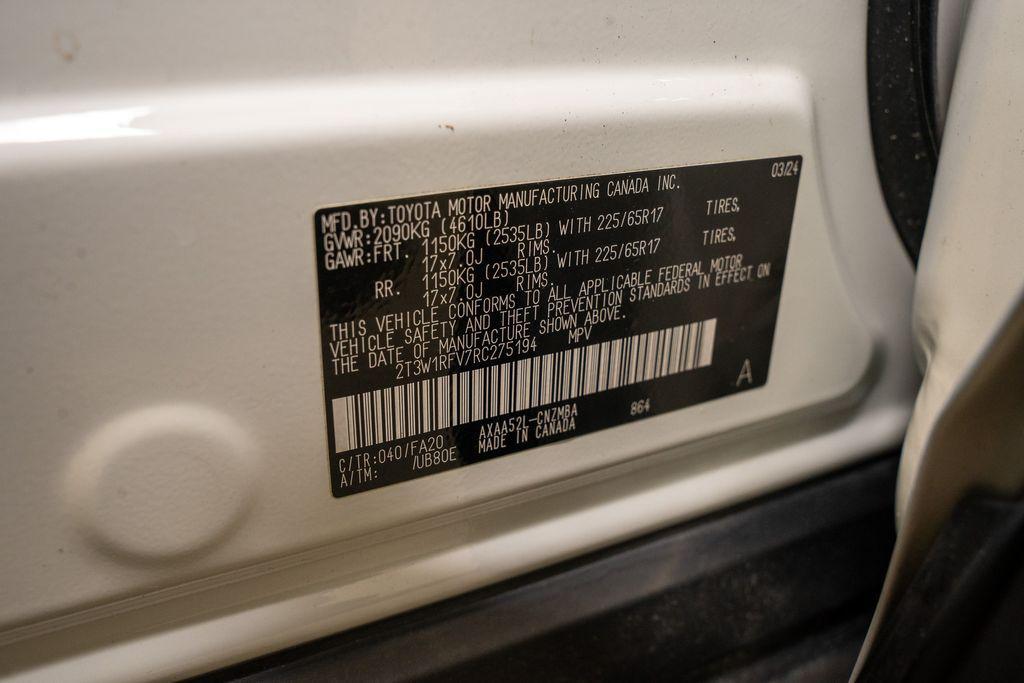 03/24
MFD.BY:TOYOTA MOTOR MANUFACTURING CANADA INC.
GVWR:2090KG (4610LB)
GAWR:FRT. 1150KG (2535LB) WITH 225/65R17 TIRES,
17x7.0J RIMS.
RR. 1150KG (2535LB) WITH 225/65R17 TIRES,
17x7.0J RIMS.
THIS VEHICLE CONFORMS TO ALL APPLICABLE FEDERAL MOTOR
VEHICLE SAFETY AND THEFT PREVENTION STANDARDS IN EFFECT ON
THE DATE OF MANUFACTURE SHOWN ABOVE.
2T3W1RFV7RC275194 MPV
A
C/TR:040/FA20 AXAA52L-CNZMBA 864
A/TM: /UB80E MADE IN CANADA